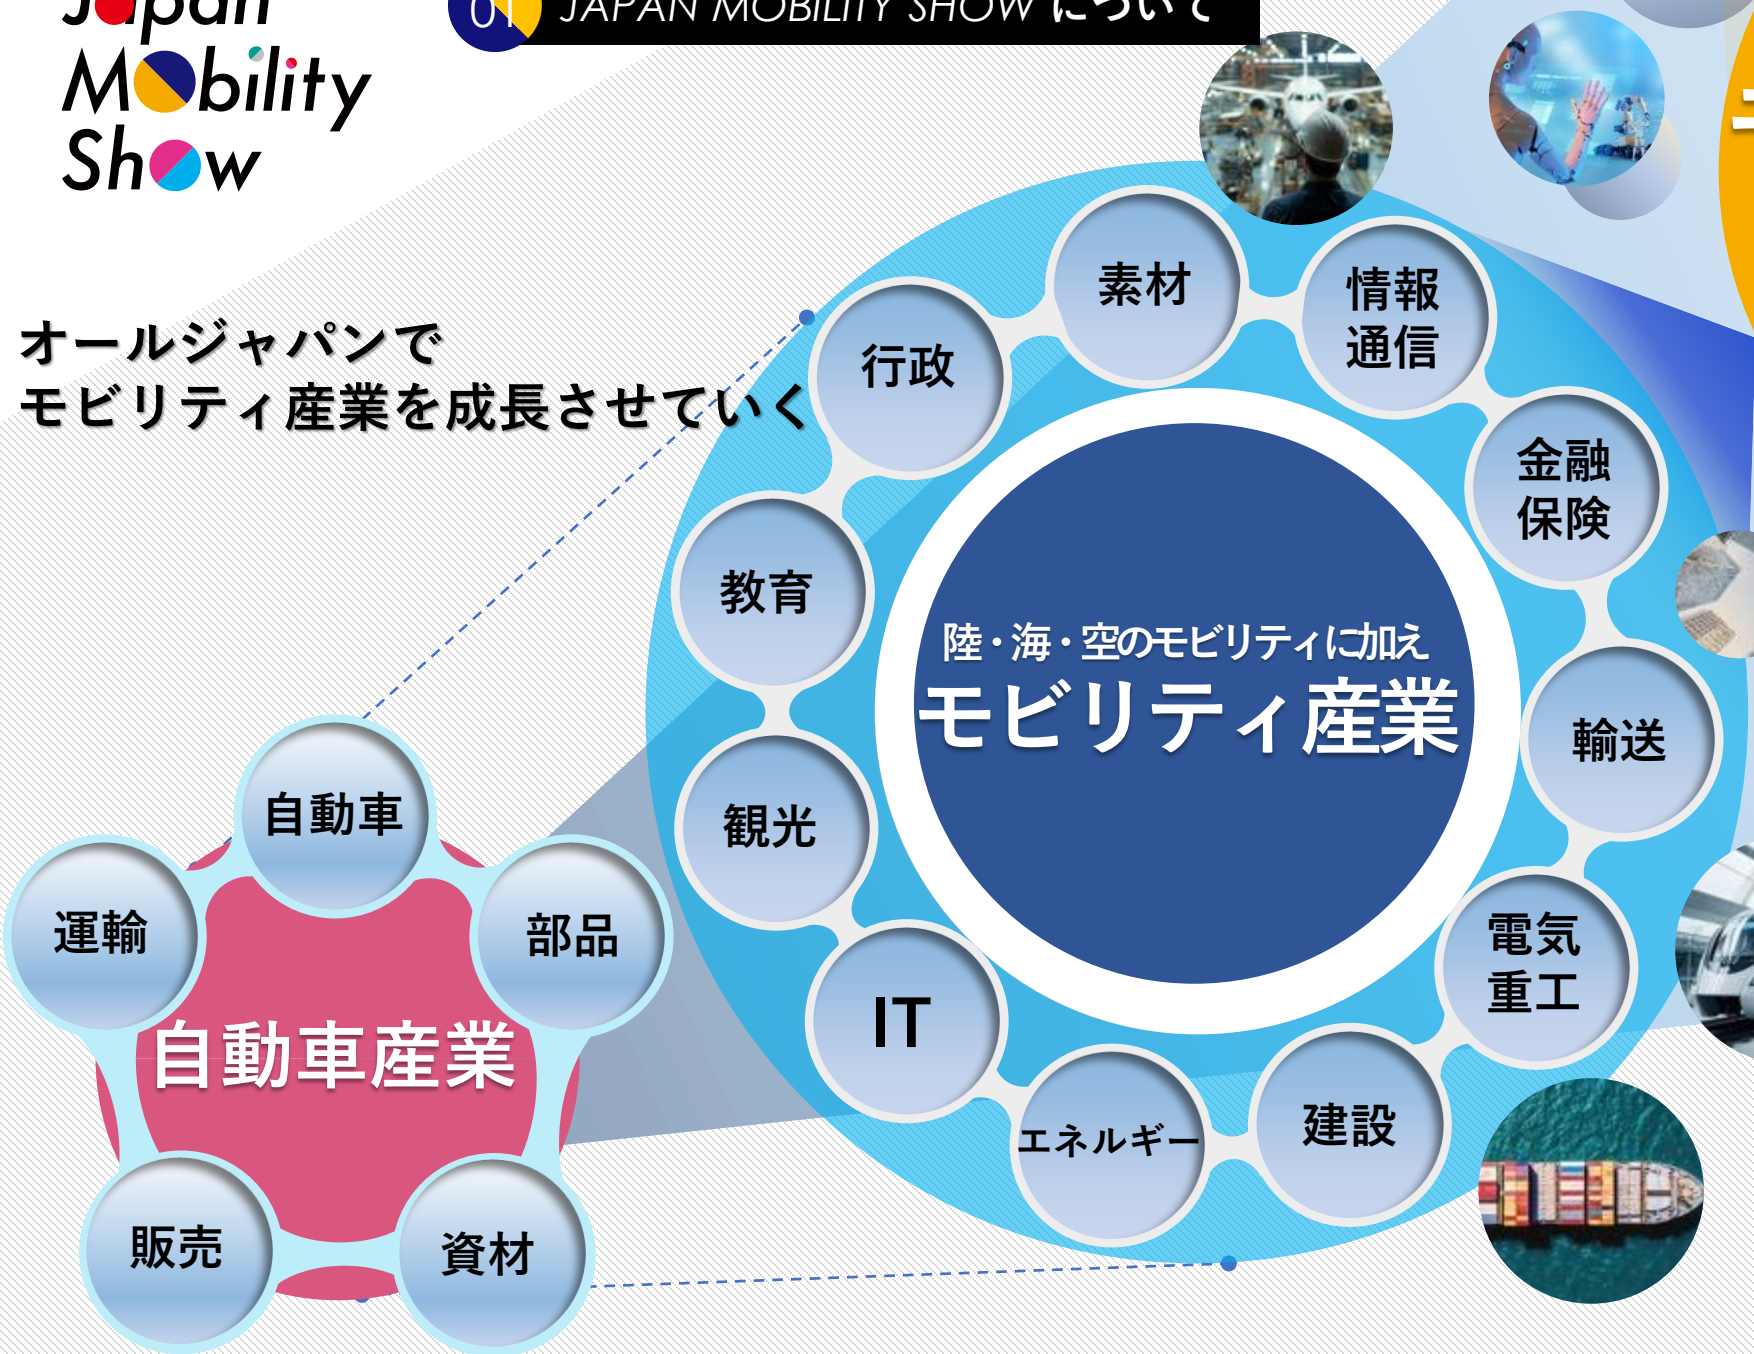 Japan
Mobility
Show
01 JAPAN MOBILITY SHOW について
オールジャパンで
モビリティ産業を成長させていく
素材
情報
通信
行政
金融
保険
教育
陸・海・空のモビリティに加え
モビリティ産業
輸送
観光
電気
重工
IT
建設
エネルギー
自動車
運輸
部品
自動車産業
販売
資材